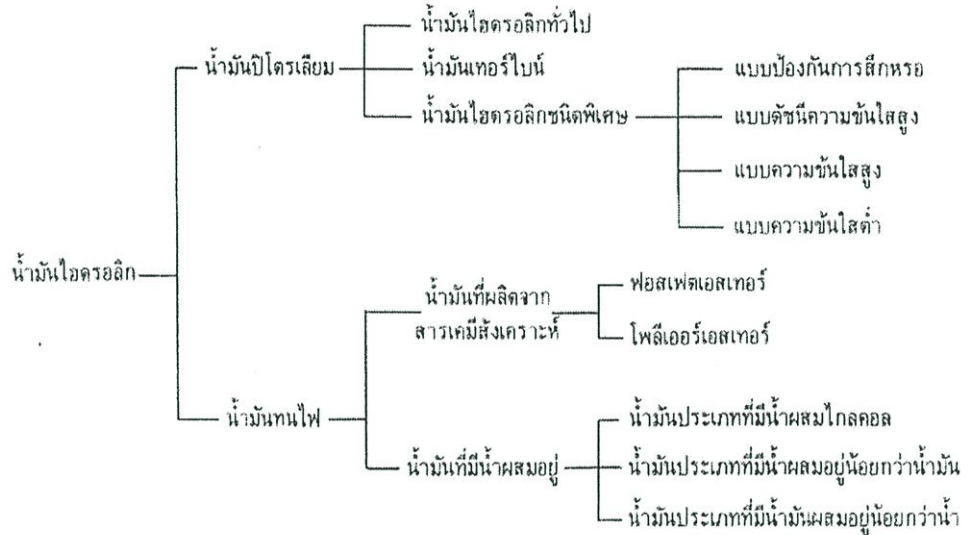 น้ำมันไฮดรอลิกทั่วไป
น้ำมันปิโตรเลียม
น้ำมันเทอร์ไบน์
แบบป้องกันการสึกหรอ
น้ำมันไฮดรอลิกชนิดพิเศษ
แบบดัชนีความข้นใสสูง
แบบความข้นใสสูง
แบบความข้นใสต่ำ
น้ำมันไฮดรอลิก
น้ำมันที่ผลิตจาก
สารเคมีสังเคราะห์
ฟอสเฟตเอสเทอร์
โพลีเออร์เอสเทอร์
น้ำมันทนไฟ
น้ำมันประเภทที่มีน้ำผสมไกลคอล
น้ำมันที่มีน้ำผสมอยู่
น้ำมันประเภทที่มีน้ำผสมอยู่น้อยกว่าน้ำมัน
น้ำมันประเภทที่มีน้ำมันผสมอยู่น้อยกว่าน้ำ